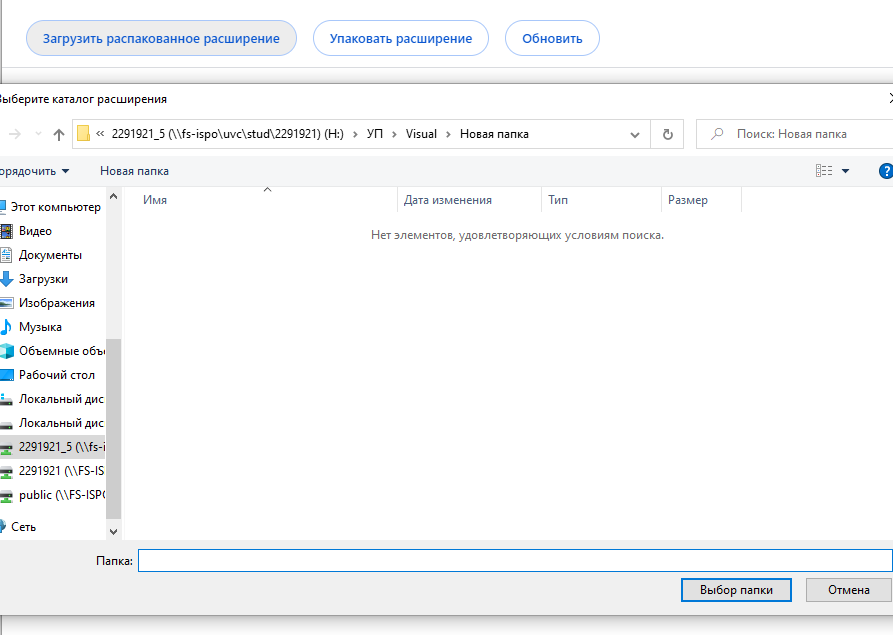 Загрузить распакованное расширение Упаковать расширение Обновить
Выберите каталог расширения
« 2291921_5 (\\fs-ispo\uvc\stud\2291921) (H:) > УП > Visual > Новая папка
Поиск: Новая папка
орядочить Новая папка
Имя Дата изменения Тип Размер
Нет элементов, удовлетворяющих условиям поиска.
Этот компьютер
Видео
Документы
Загрузки
Изображения
Музыка
Объемные объ
Рабочий стол
Локальный дис
Локальный дис
2291921_5 (\\fs-i
2291921 (\\FS-IS
public (\\FS-ISPO
Сеть
Папка:
Выбор папки Отмена